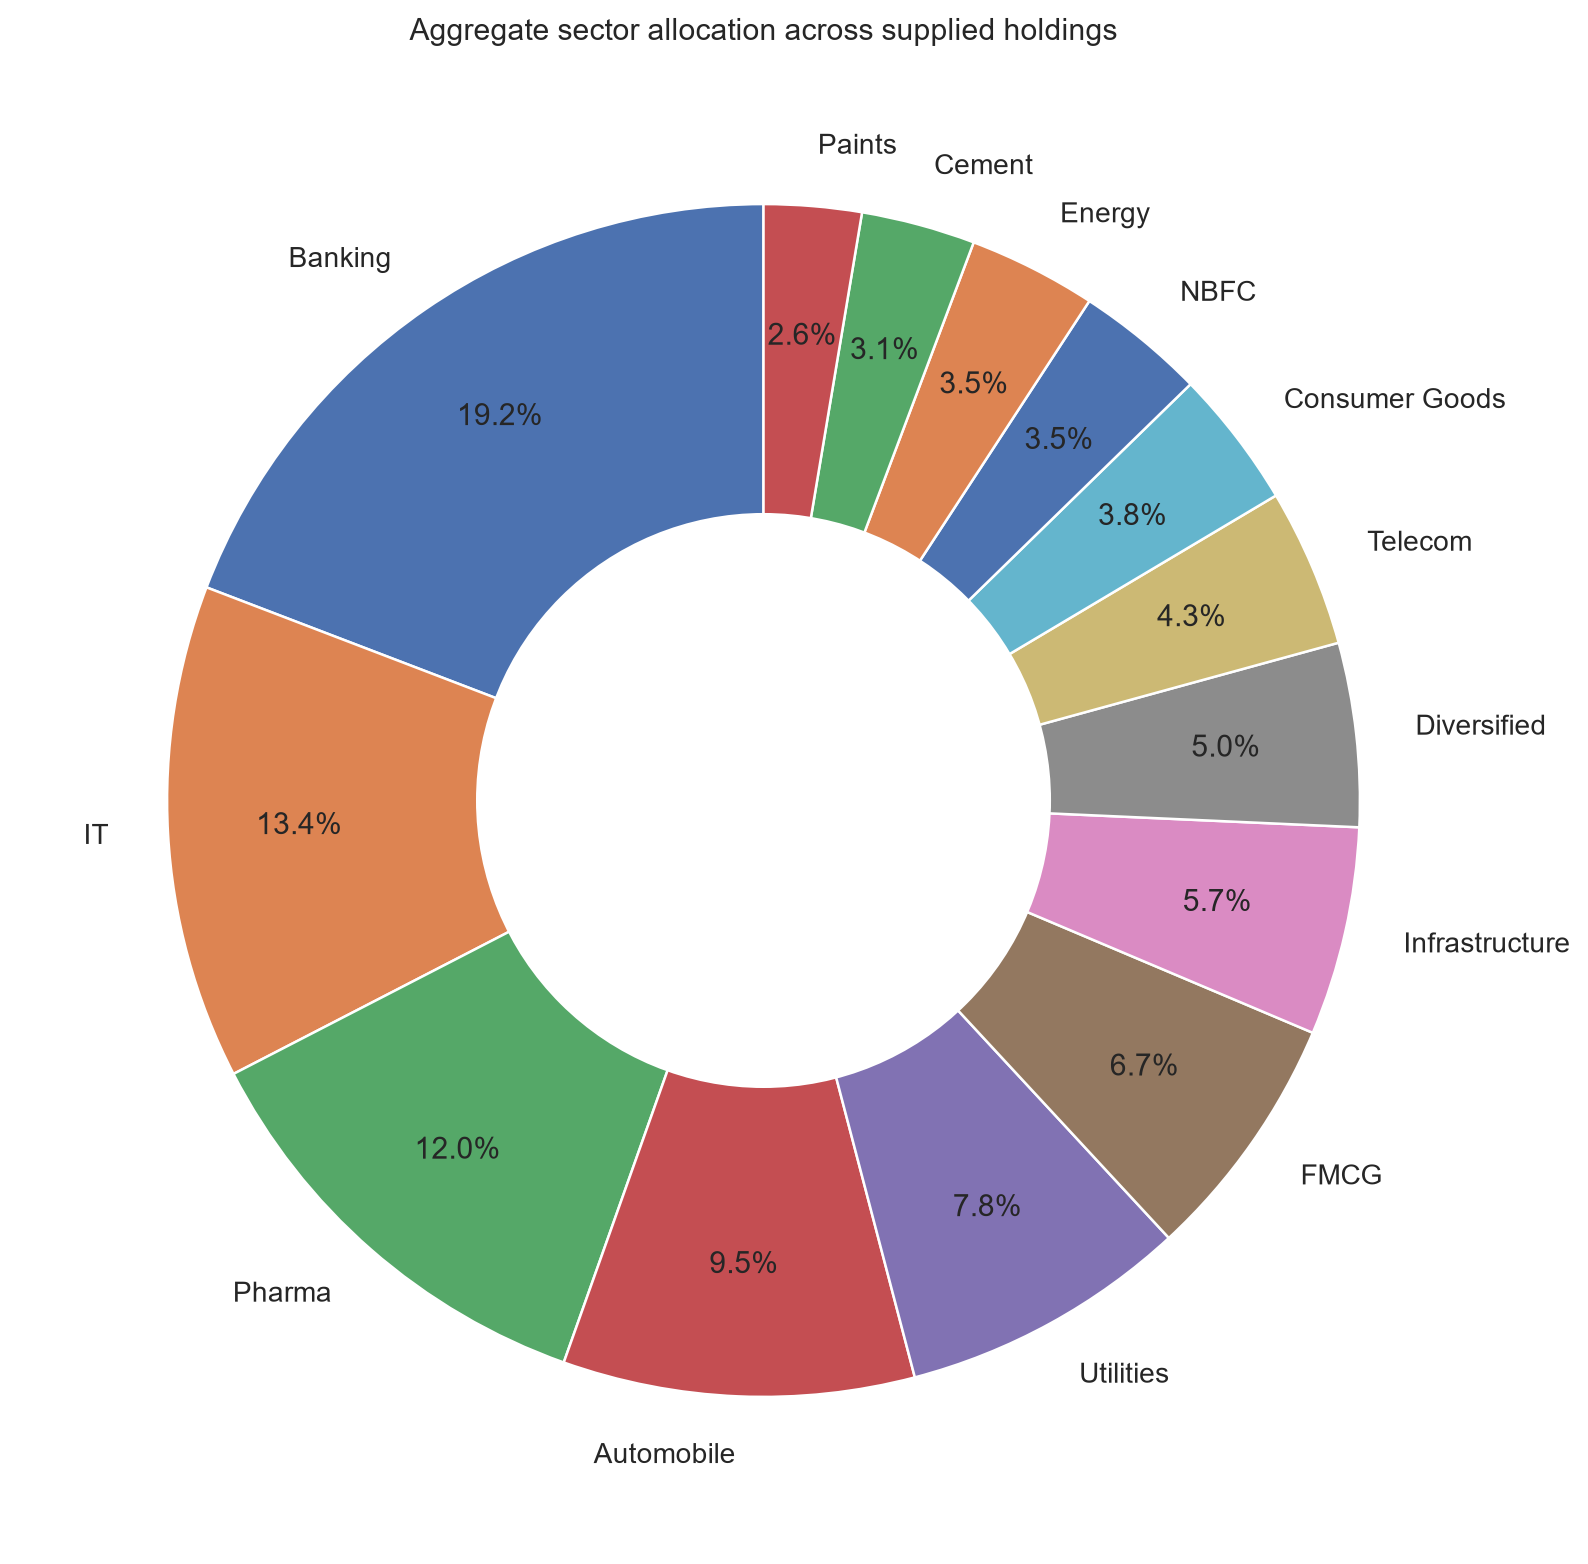 Aggregate sector allocation across supplied holdings
Paints
Cement
Energy
NBFC
Consumer Goods
Telecom
Diversified
Infrastructure
FMCG
Utilities
Automobile
Pharma
IT
Banking
2.6%
3.1%
3.5%
3.5%
3.8%
4.3%
5.0%
5.7%
6.7%
7.8%
9.5%
12.0%
13.4%
19.2%